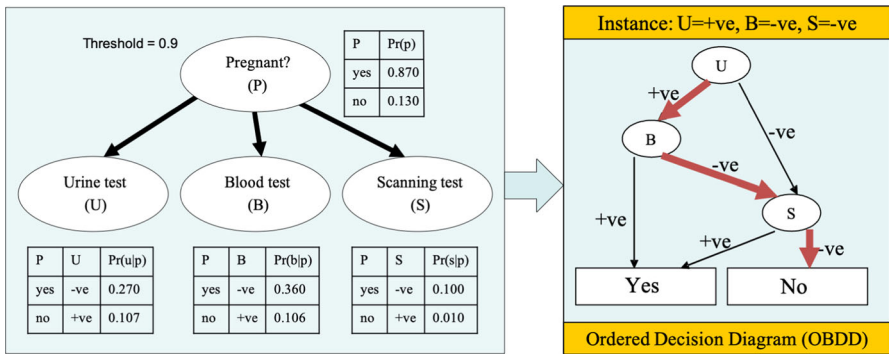 Threshold = 0.9
Pregnant?
(P)
P Pr(p)
yes 0.870
no 0.130
Urine test
(U)
Blood test
(B)
Scanning test
(S)
P U Pr(u|p)
yes -ve 0.270
no +ve 0.107
P B Pr(b|p)
yes -ve 0.360
no +ve 0.106
P S Pr(s|p)
yes -ve 0.100
no +ve 0.010
Instance: U=+ve, B=-ve, S=-ve
U
+ve
B
-ve
-ve
S
+ve
+ve
-ve
Yes
No
Ordered Decision Diagram (OBDD)